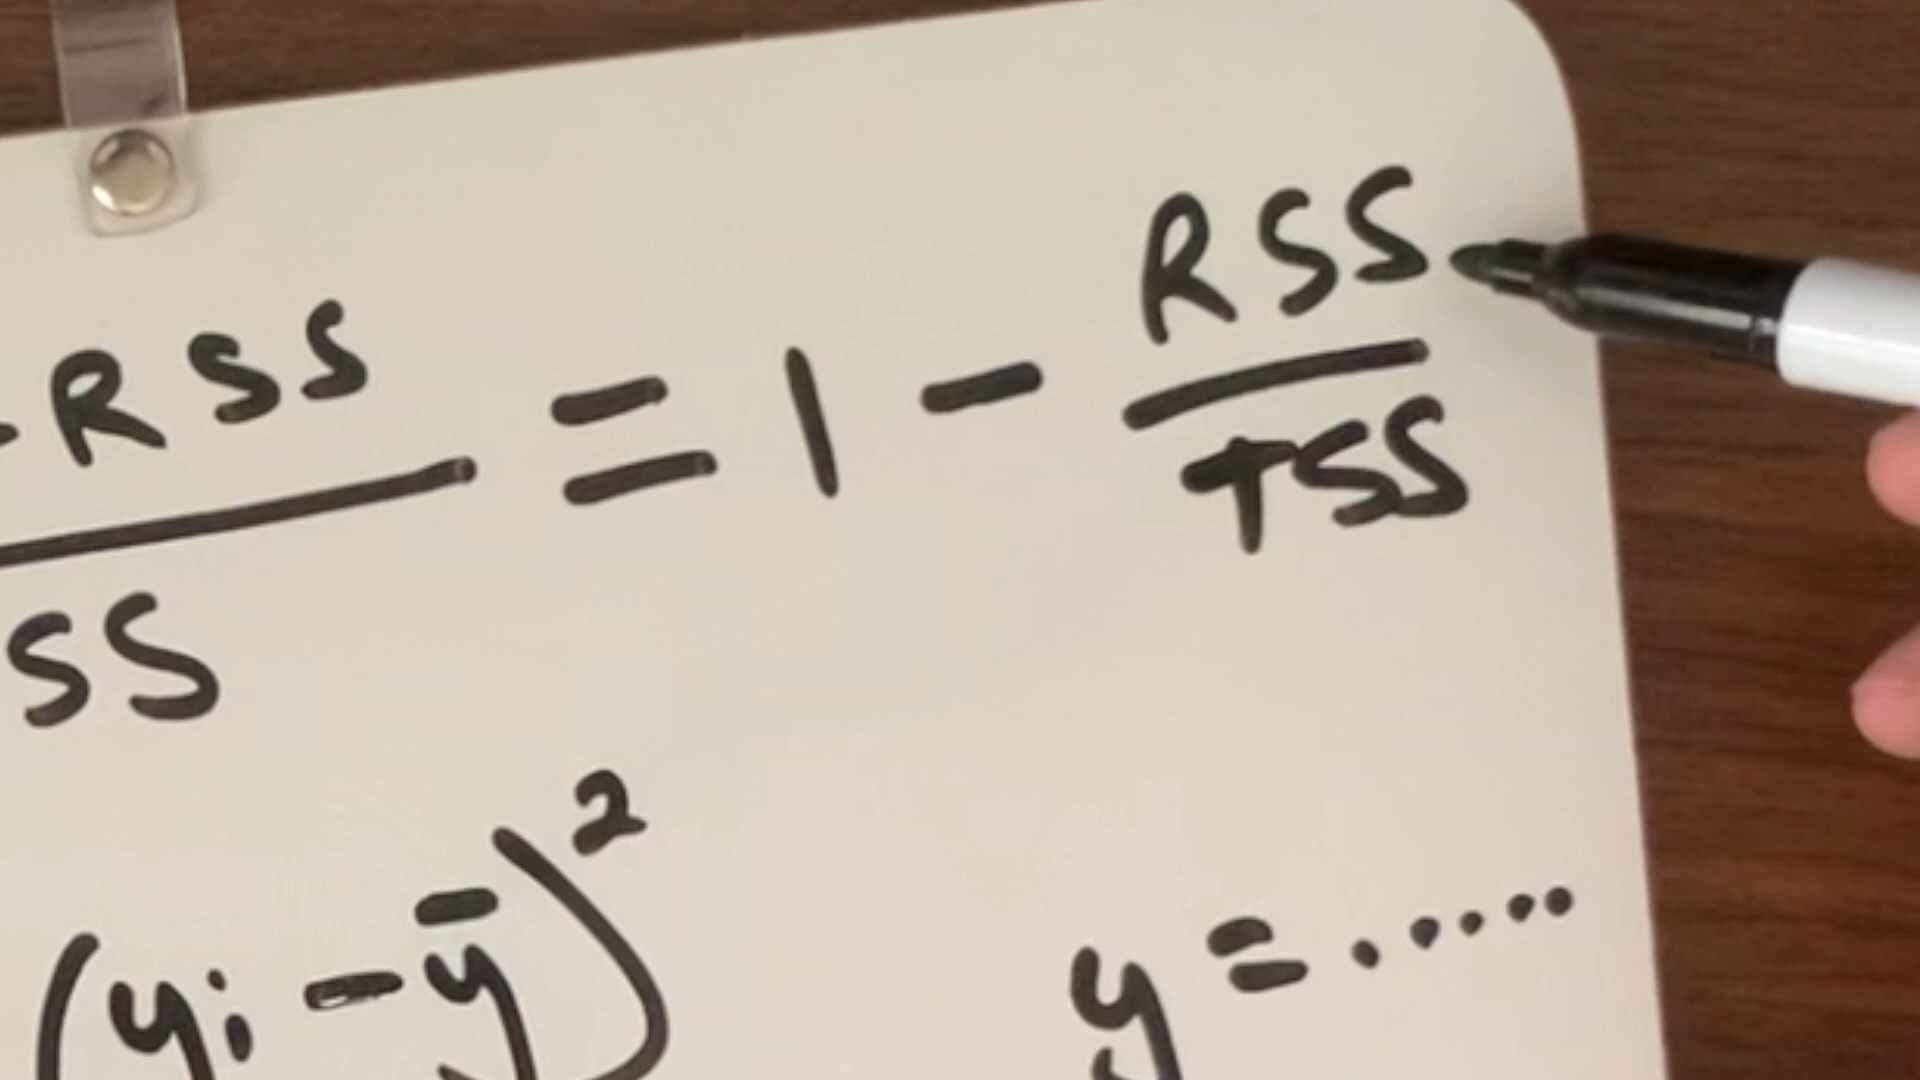 -RSS = 1 - RSS
SS TSS
(yi - ȳ)²
y = .....